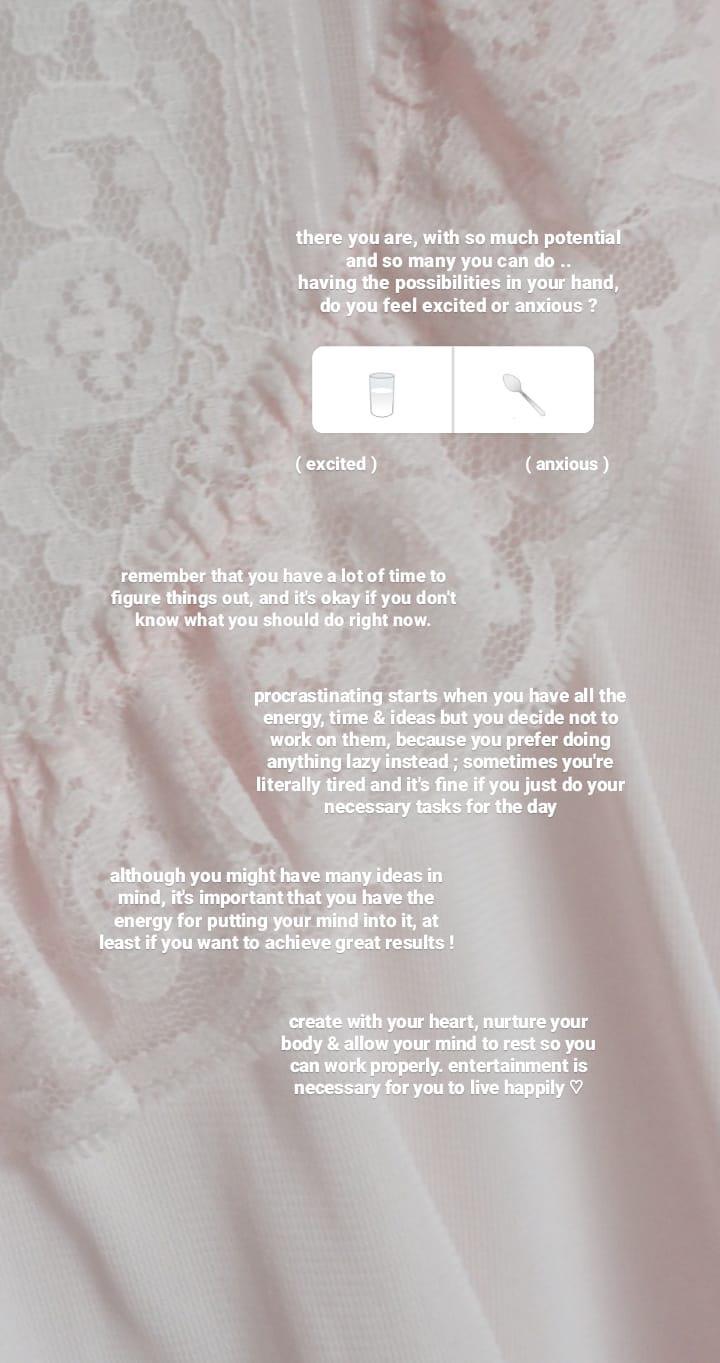 there you are, with so much potential
and so many you can do ..
having the possibilities in your hand,
do you feel excited or anxious ?
( excited )
( anxious )
remember that you have a lot of time to
figure things out, and it's okay if you don't
know what you should do right now.
procrastinating starts when you have all the
energy, time & ideas but you decide not to
work on them, because you prefer doing
anything lazy instead ; sometimes you're
literally tired and it's fine if you just do your
necessary tasks for the day
although you might have many ideas in
mind, it's important that you have the
energy for putting your mind into it, at
least if you want to achieve great results !
create with your heart, nurture your
body & allow your mind to rest so you
can work properly. entertainment is
necessary for you to live happily ♡